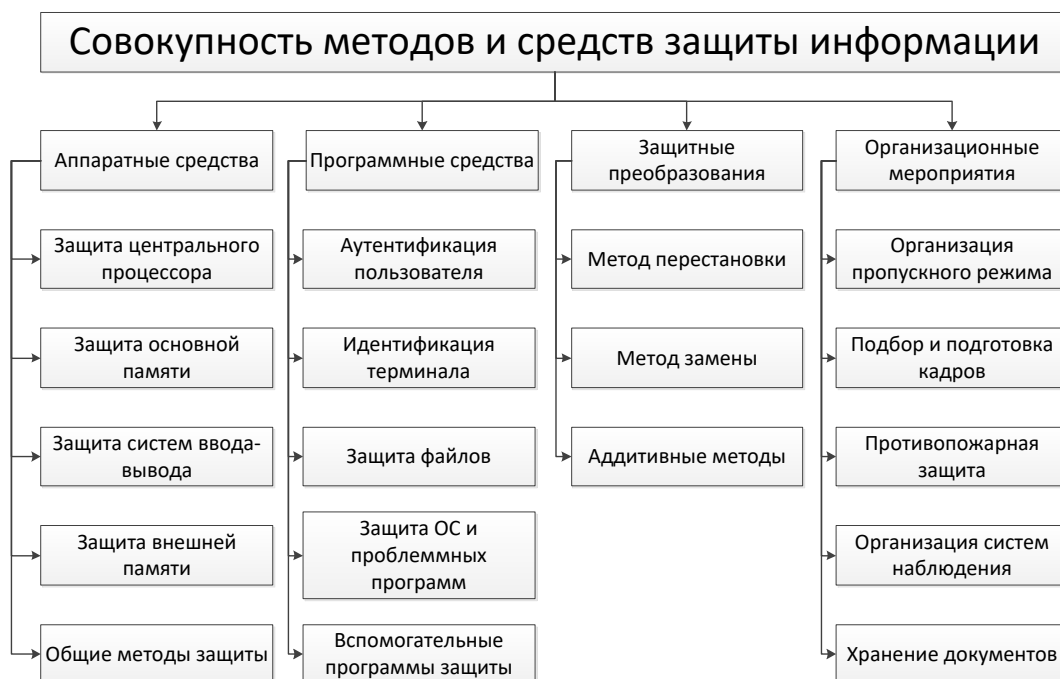 Совокупность методов и средств защиты информации
Аппаратные средства
Защита центрального
процессора
Защита основной
памяти
Защита систем ввода-
вывода
Защита внешней
памяти
Общие методы защиты
Программные средства
Аутентификация
пользователя
Идентификация
терминала
Защита файлов
Защита ОС и
проблеммных
программ
Вспомогательные
программы защиты
Защитные
преобразования
Метод перестановки
Метод замены
Аддитивные методы
Организационные
мероприятия
Организация
пропускного режима
Подбор и подготовка
кадров
Противопожарная
защита
Организация систем
наблюдения
Хранение документов